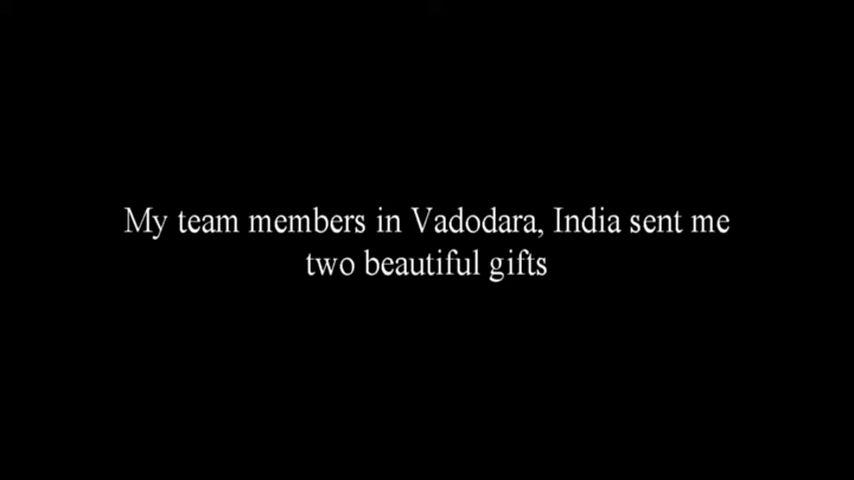 My team members in Vadodara, India sent me
two beautiful gifts